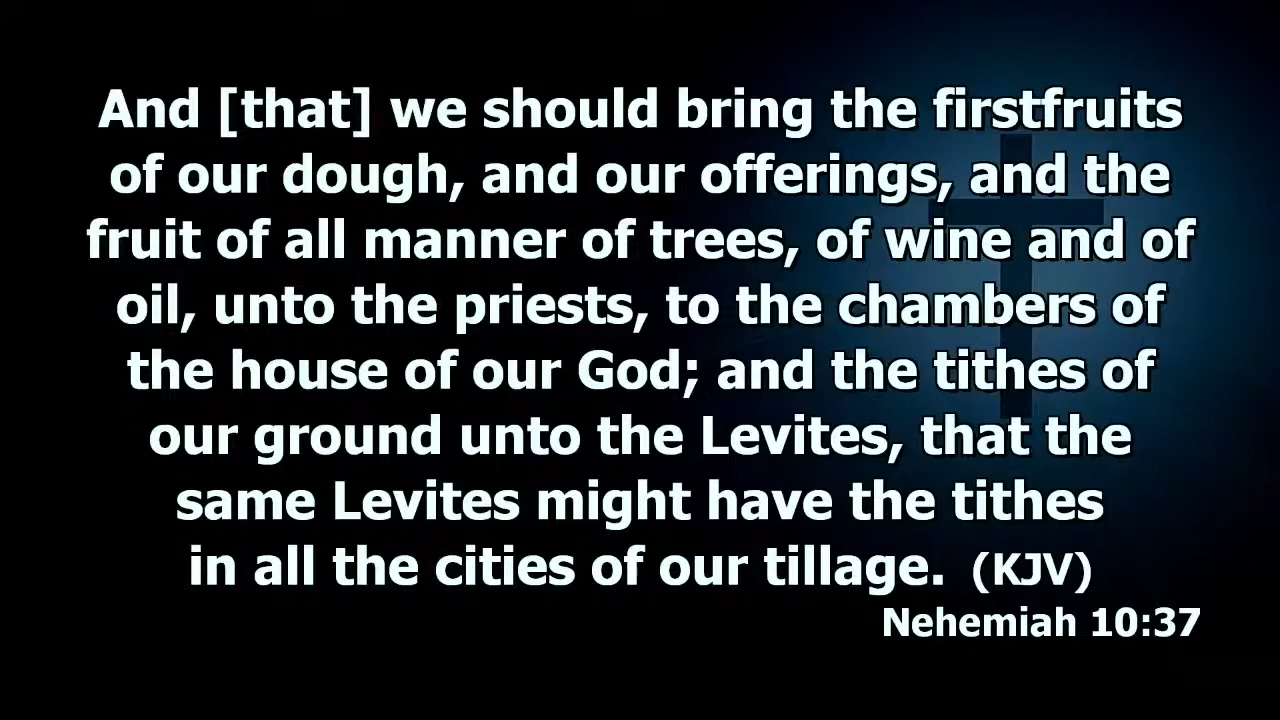 And [that] we should bring the firstfruits
of our dough, and our offerings, and the
fruit of all manner of trees, of wine and of
oil, unto the priests, to the chambers of
the house of our God; and the tithes of
our ground unto the Levites, that the
same Levites might have the tithes
in all the cities of our tillage. (KJV)
Nehemiah 10:37